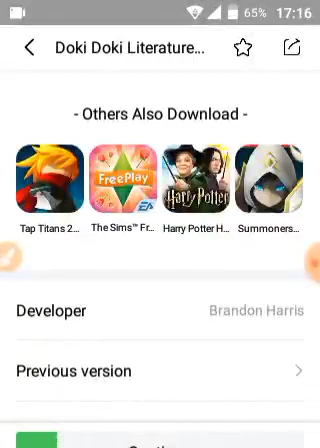 65% 17:16
Doki Doki Literature...
- Others Also Download -
FreePlay
EA
Harry Potter
Tap Titans 2... The Sims™ Fr... Harry Potter H... Summoners...
Developer Brandon Harris
Previous version